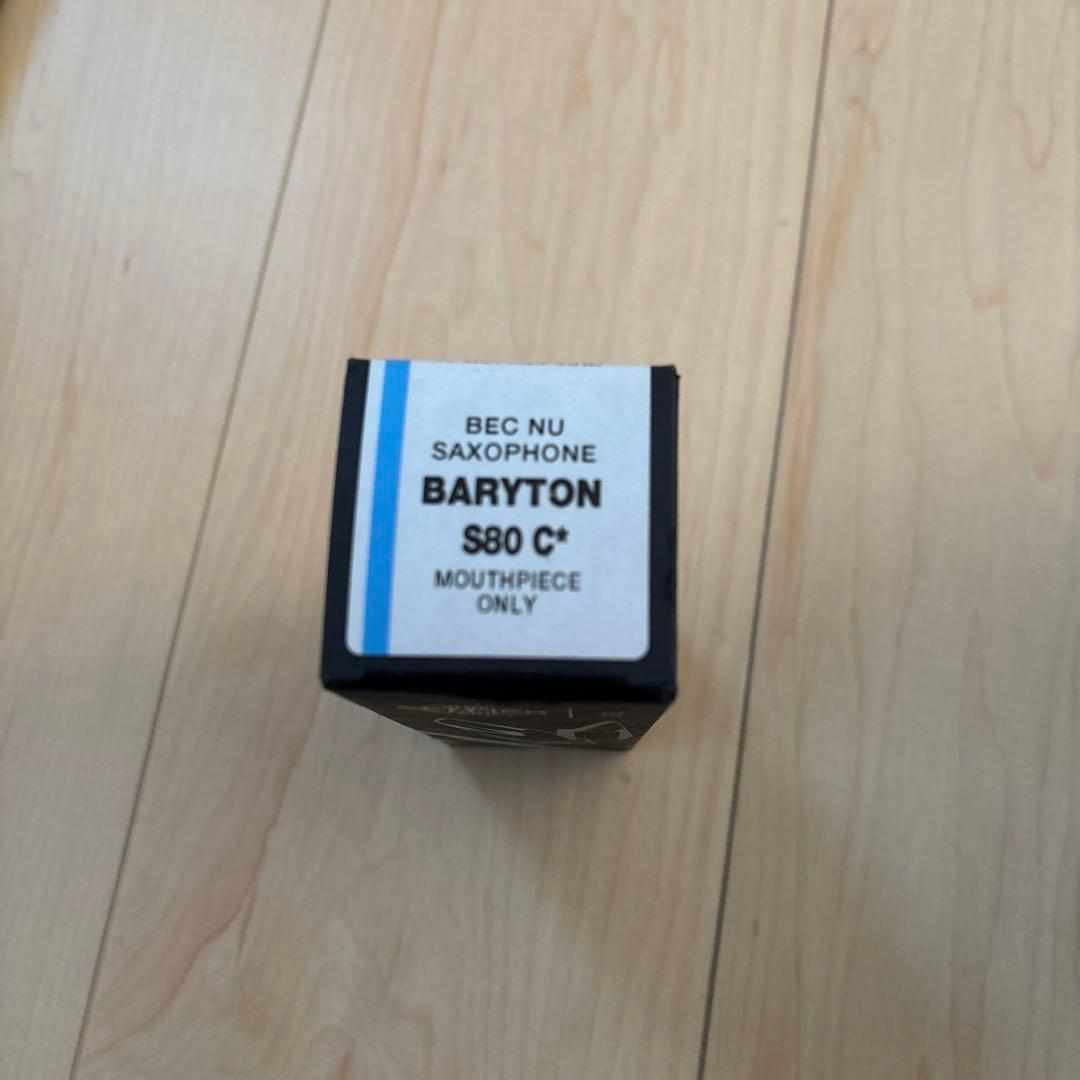 BEC NU
SAXOPHONE
BARYTON
S80 C*
MOUTHPIECE
ONLY